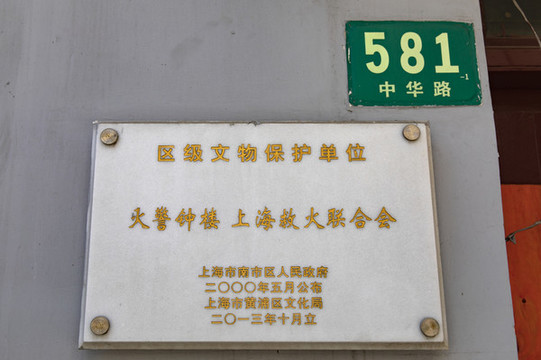 581
-1
中华路
区级文物保护单位
火警钟楼 上海救火联合会
上海市南市区人民政府
二〇〇〇年五月公布
上海市黄浦区文化局
二〇一三年十月立